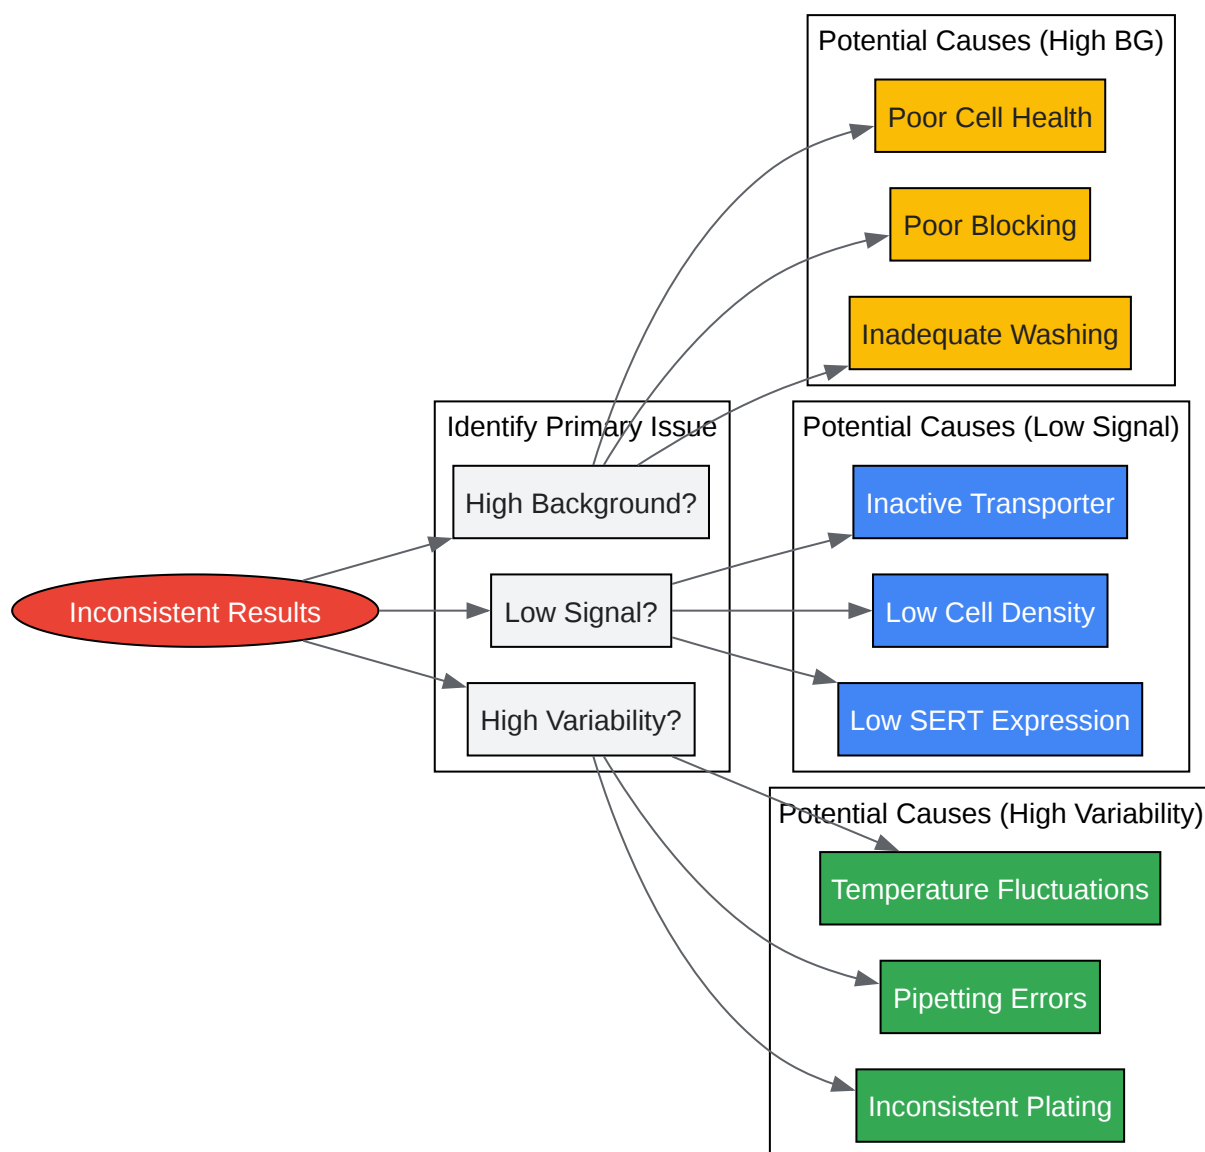 Inconsistent Results
Identify Primary Issue
High Background?
Low Signal?
High Variability?
Potential Causes (High BG)
Poor Cell Health
Poor Blocking
Inadequate Washing
Potential Causes (Low Signal)
Inactive Transporter
Low Cell Density
Low SERT Expression
Potential Causes (High Variability)
Temperature Fluctuations
Pipetting Errors
Inconsistent Plating